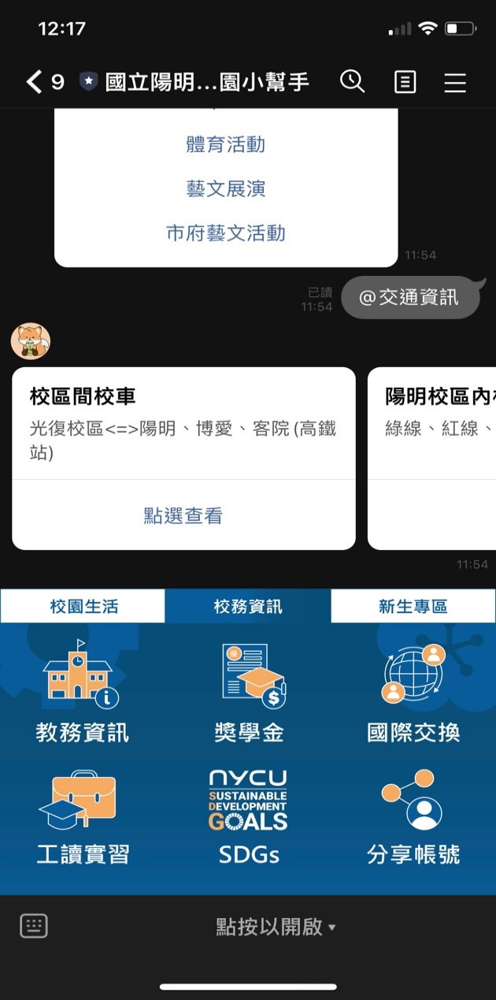 12:17
9 國立陽明...園小幫手
體育活動
藝文展演
市府藝文活動
11:54
已讀
11:54
@交通資訊
校區間校車
光復校區<=>陽明、博愛、客院(高鐵
站)
點選查看
陽明校區內
綠線、紅線、
11:54
校園生活
校務資訊
新生專區
教務資訊
獎學金
國際交換
工讀實習
NYCU
SUSTAINABLE
DEVELOPMENT
GOALS
SDGs
分享帳號
點按以開啟